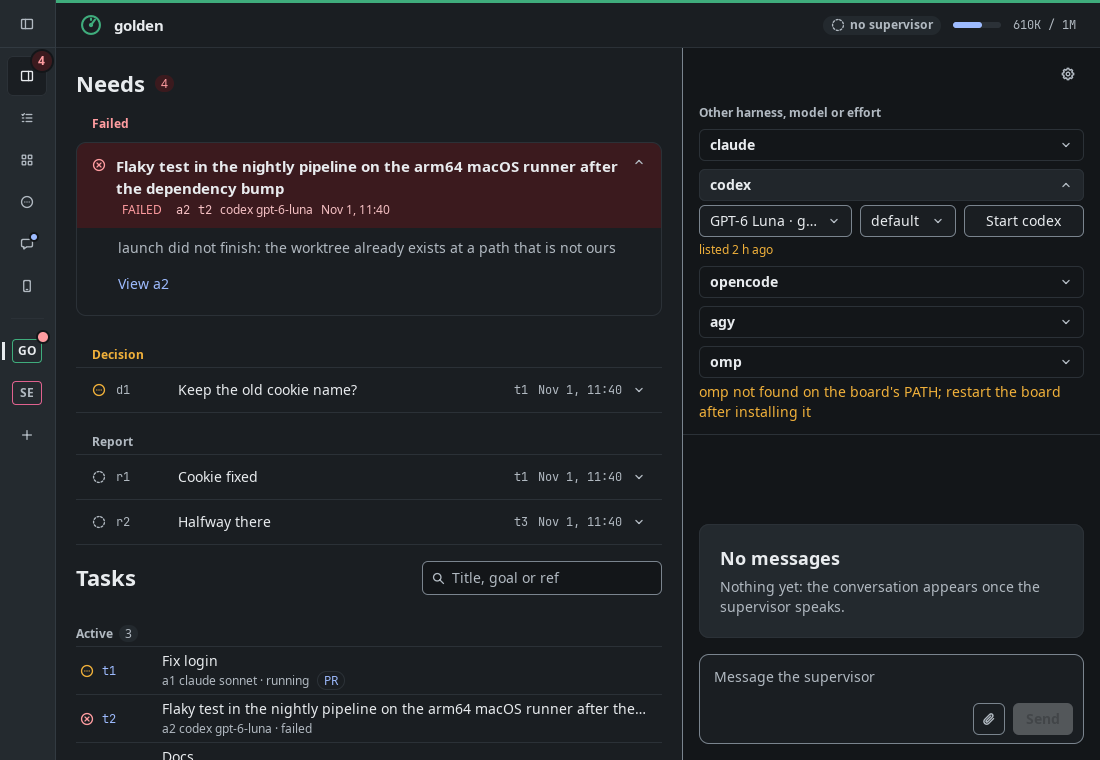 golden
no supervisor
610K / 1M
4
GO
SE
Needs 4
Failed
Flaky test in the nightly pipeline on the arm64 macOS runner after
the dependency bump
FAILED a2 t2 codex gpt-6-luna Nov 1, 11:40
launch did not finish: the worktree already exists at a path that is not ours
View a2
Decision
d1 Keep the old cookie name? t1 Nov 1, 11:40
Report
r1 Cookie fixed t1 Nov 1, 11:40
r2 Halfway there t3 Nov 1, 11:40
Tasks
Title, goal or ref
Active 3
t1 Fix login
a1 claude sonnet · running PR
t2 Flaky test in the nightly pipeline on the arm64 macOS runner after the…
a2 codex gpt-6-luna · failed
Docs
Other harness, model or effort
claude
codex
GPT-6 Luna · g… default Start codex
listed 2 h ago
opencode
agy
omp
omp not found on the board's PATH; restart the board
after installing it
No messages
Nothing yet: the conversation appears once the
supervisor speaks.
Message the supervisor
Send